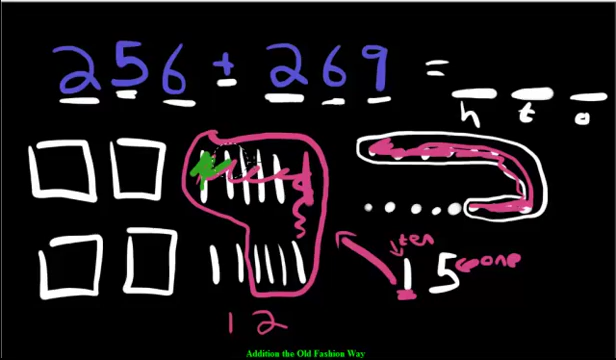 256 + 269 =
h t o
ten
15 one
12
Addition the Old Fashion Way